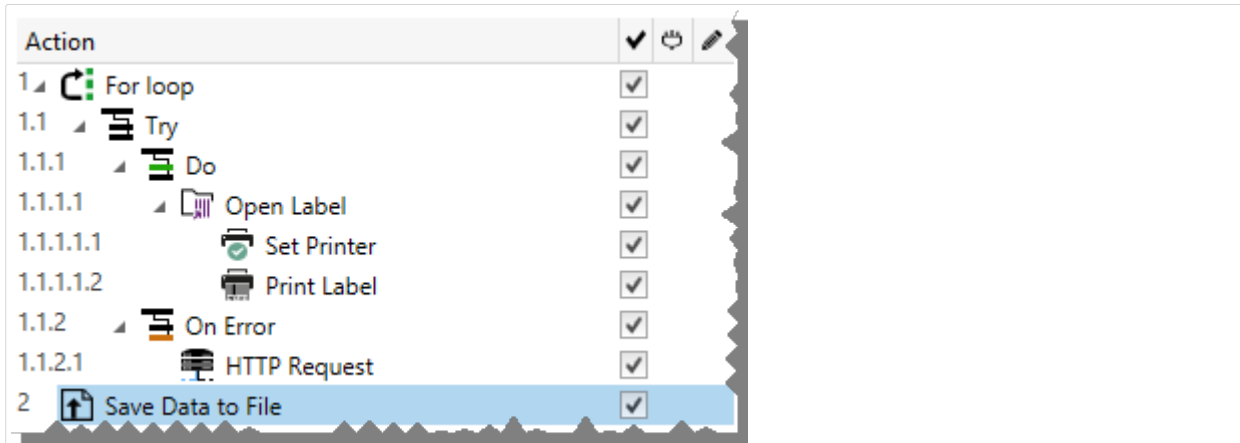 Action
1 For loop
1.1 Try
1.1.1 Do
1.1.1.1 Open Label
1.1.1.1.1 Set Printer
1.1.1.1.2 Print Label
1.1.2 On Error
1.1.2.1 HTTP Request
2 Save Data to File